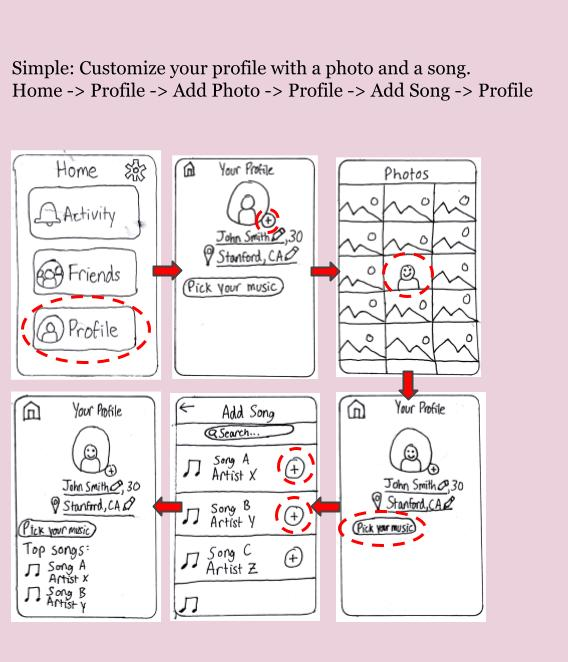 Simple: Customize your profile with a photo and a song.
Home -> Profile -> Add Photo -> Profile -> Add Song -> Profile
Home
Activity
Friends
Profile
Your Profile
John Smith, 30
Stanford, CA
Pick your music
Photos
Your Profile
John Smith, 30
Stanford, CA
Pick your music
Add Song
Search...
Song A
Artist X
Song B
Artist Y
Song C
Artist Z
Your Profile
John Smith, 30
Stanford, CA
Pick your music
Top songs:
Song A
Artist X
Song B
Artist Y